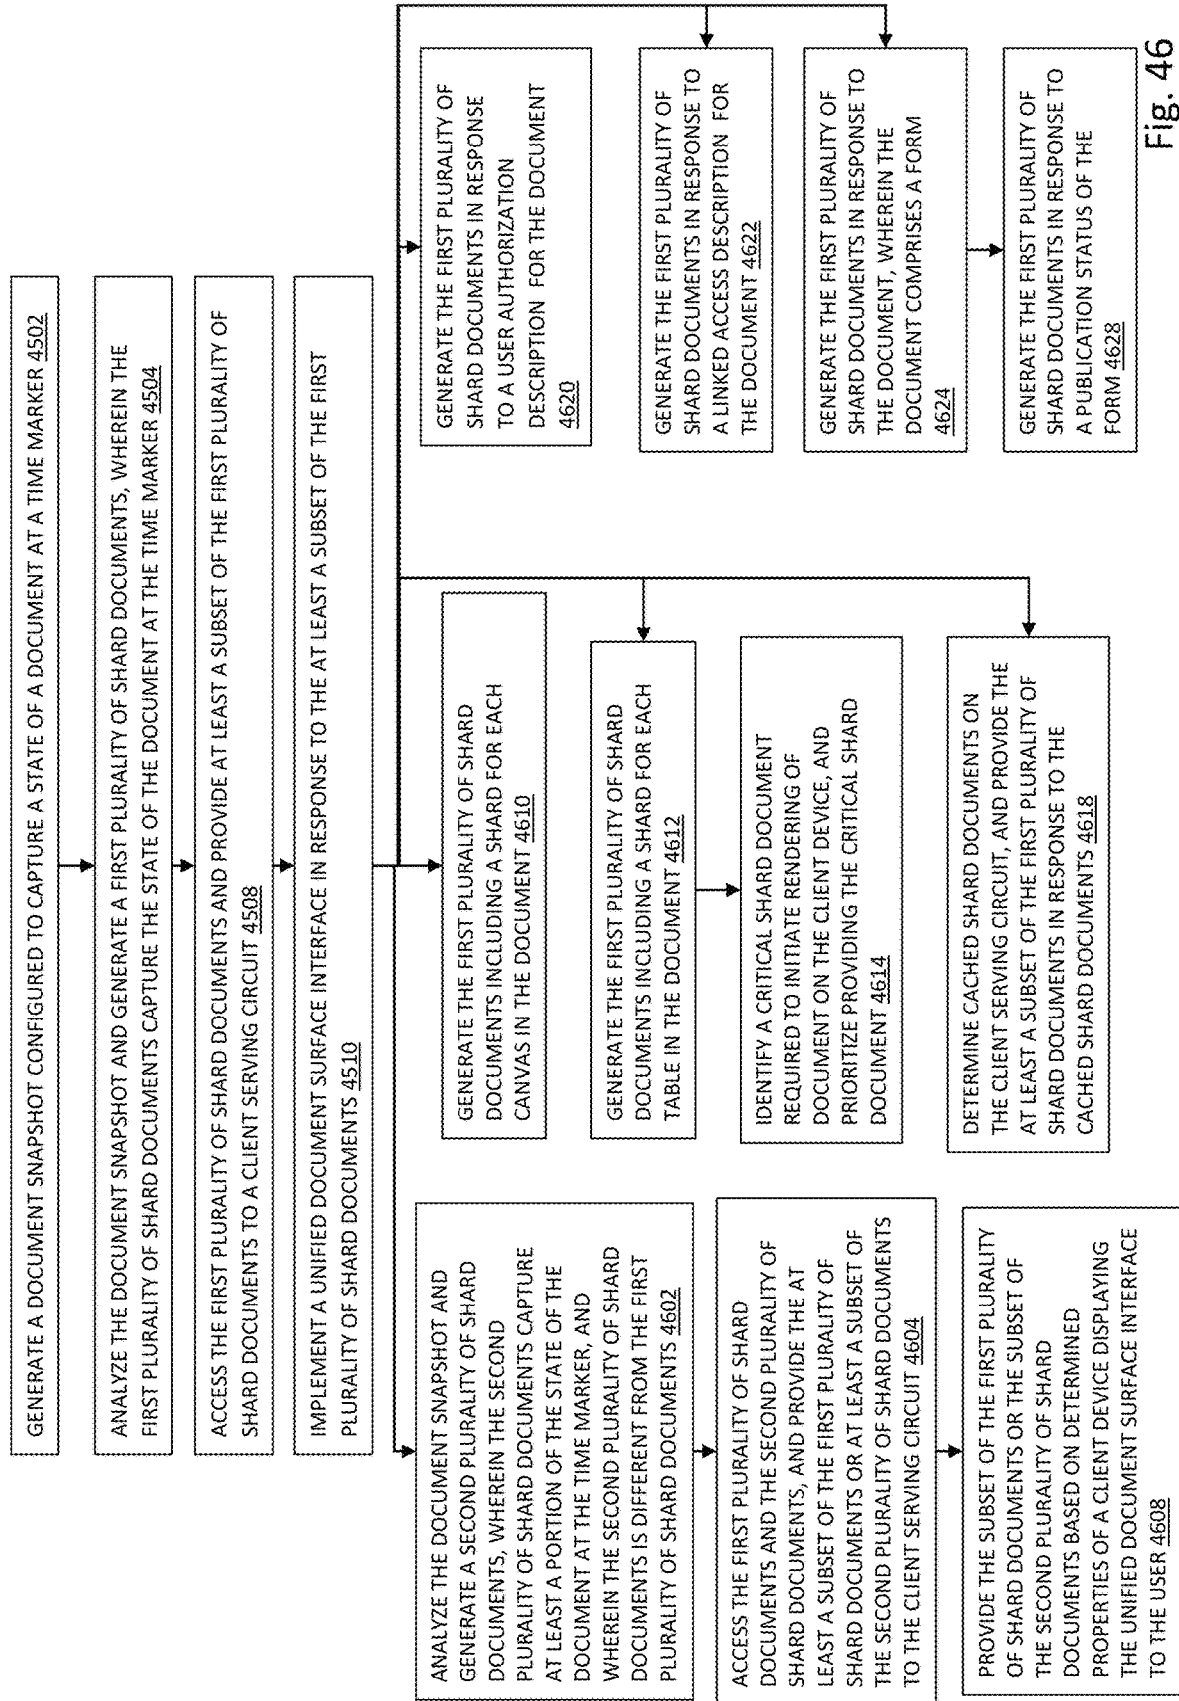 GENERATE A DOCUMENT SNAPSHOT CONFIGURED TO CAPTURE A STATE OF A DOCUMENT AT A TIME MARKER 4502
ANALYZE THE DOCUMENT SNAPSHOT AND GENERATE A FIRST PLURALITY OF SHARD DOCUMENTS, WHEREIN THE
FIRST PLURALITY OF SHARD DOCUMENTS CAPTURE THE STATE OF THE DOCUMENT AT THE TIME MARKER 4504
ACCESS THE FIRST PLURALITY OF SHARD DOCUMENTS AND PROVIDE AT LEAST A SUBSET OF THE FIRST PLURALITY OF
SHARD DOCUMENTS TO A CLIENT SERVING CIRCUIT 4508
IMPLEMENT A UNIFIED DOCUMENT SURFACE INTERFACE IN RESPONSE TO THE AT LEAST A SUBSET OF THE FIRST
PLURALITY OF SHARD DOCUMENTS 4510
ANALYZE THE DOCUMENT SNAPSHOT AND
GENERATE A SECOND PLURALITY OF SHARD
DOCUMENTS, WHEREIN THE SECOND
PLURALITY OF SHARD DOCUMENTS CAPTURE
AT LEAST A PORTION OF THE STATE OF THE
DOCUMENT AT THE TIME MARKER, AND
WHEREIN THE SECOND PLURALITY OF SHARD
DOCUMENTS IS DIFFERENT FROM THE FIRST
PLURALITY OF SHARD DOCUMENTS 4602
ACCESS THE FIRST PLURALITY OF SHARD
DOCUMENTS AND THE SECOND PLURALITY OF
SHARD DOCUMENTS, AND PROVIDE THE AT
LEAST A SUBSET OF THE FIRST PLURALITY OF
SHARD DOCUMENTS OR AT LEAST A SUBSET OF
THE SECOND PLURALITY OF SHARD DOCUMENTS
TO THE CLIENT SERVING CIRCUIT 4604
PROVIDE THE SUBSET OF THE FIRST PLURALITY
OF SHARD DOCUMENTS OR THE SUBSET OF
THE SECOND PLURALITY OF SHARD
DOCUMENTS BASED ON DETERMINED
PROPERTIES OF A CLIENT DEVICE DISPLAYING
THE UNIFIED DOCUMENT SURFACE INTERFACE
TO THE USER 4608
GENERATE THE FIRST PLURALITY OF SHARD
DOCUMENTS INCLUDING A SHARD FOR EACH
CANVAS IN THE DOCUMENT 4610
GENERATE THE FIRST PLURALITY OF SHARD
DOCUMENTS INCLUDING A SHARD FOR EACH
TABLE IN THE DOCUMENT 4612
IDENTIFY A CRITICAL SHARD DOCUMENT
REQUIRED TO INITIATE RENDERING OF
DOCUMENT ON THE CLIENT DEVICE, AND
PRIORITIZE PROVIDING THE CRITICAL SHARD
DOCUMENT 4614
DETERMINE CACHED SHARD DOCUMENTS ON
THE CLIENT SERVING CIRCUIT, AND PROVIDE THE
AT LEAST A SUBSET OF THE FIRST PLURALITY OF
SHARD DOCUMENTS IN RESPONSE TO THE
CACHED SHARD DOCUMENTS 4618
GENERATE THE FIRST PLURALITY OF
SHARD DOCUMENTS IN RESPONSE
TO A USER AUTHORIZATION
DESCRIPTION FOR THE DOCUMENT
4620
GENERATE THE FIRST PLURALITY OF
SHARD DOCUMENTS IN RESPONSE TO
A LINKED ACCESS DESCRIPTION FOR
THE DOCUMENT 4622
GENERATE THE FIRST PLURALITY OF
SHARD DOCUMENTS IN RESPONSE TO
THE DOCUMENT, WHEREIN THE
DOCUMENT COMPRISES A FORM
4624
GENERATE THE FIRST PLURALITY OF
SHARD DOCUMENTS IN RESPONSE TO
A PUBLICATION STATUS OF THE
FORM 4628
Fig. 46